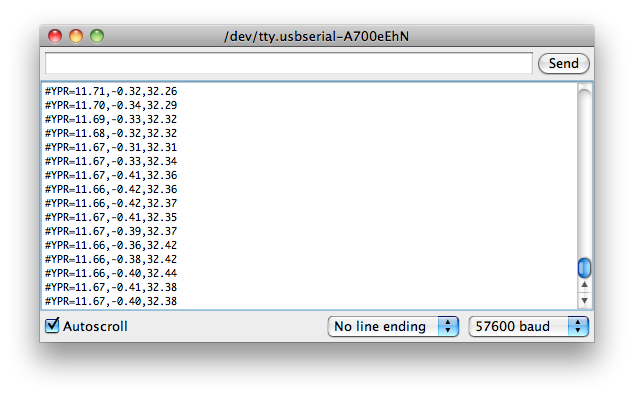 /dev/tty.usbserial-A700eEhN
Send
#YPR=11.71,-0.32,32.26
#YPR=11.70,-0.34,32.29
#YPR=11.69,-0.33,32.32
#YPR=11.68,-0.32,32.32
#YPR=11.67,-0.31,32.31
#YPR=11.67,-0.33,32.34
#YPR=11.67,-0.41,32.36
#YPR=11.66,-0.42,32.36
#YPR=11.66,-0.42,32.37
#YPR=11.67,-0.41,32.35
#YPR=11.67,-0.39,32.37
#YPR=11.66,-0.36,32.42
#YPR=11.66,-0.38,32.42
#YPR=11.66,-0.40,32.44
#YPR=11.67,-0.41,32.38
#YPR=11.67,-0.40,32.38
Autoscroll No line ending 57600 baud